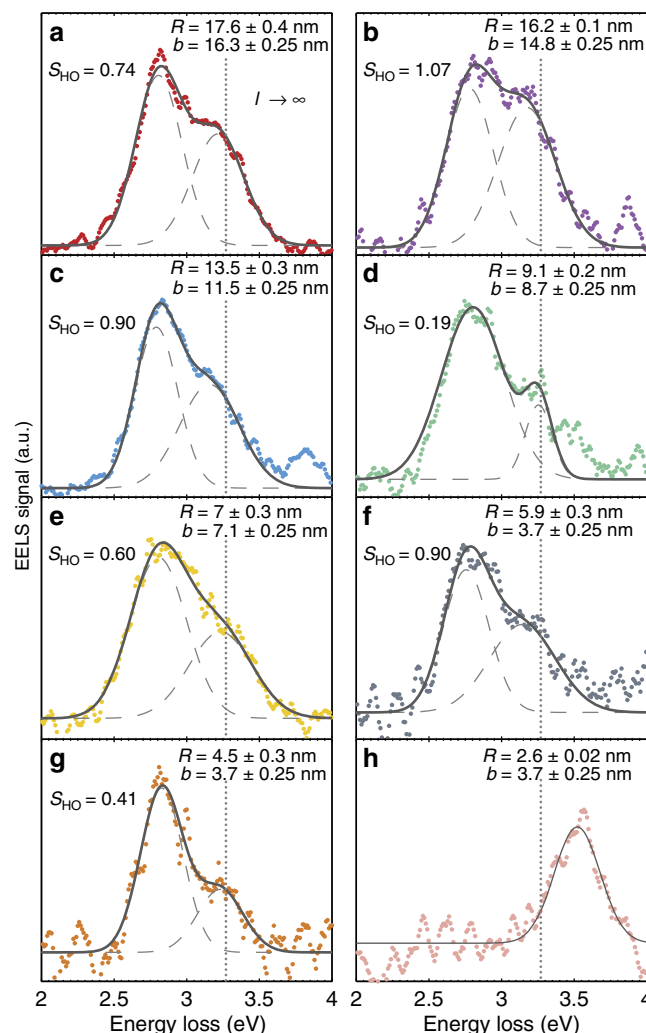 a
R = 17.6 ± 0.4 nm
b = 16.3 ± 0.25 nm
S_HO = 0.74
l → ∞
b
R = 16.2 ± 0.1 nm
b = 14.8 ± 0.25 nm
S_HO = 1.07
c
R = 13.5 ± 0.3 nm
b = 11.5 ± 0.25 nm
S_HO = 0.90
d
R = 9.1 ± 0.2 nm
b = 8.7 ± 0.25 nm
S_HO = 0.19
EELS signal (a.u.)
e
R = 7 ± 0.3 nm
b = 7.1 ± 0.25 nm
S_HO = 0.60
f
R = 5.9 ± 0.3 nm
b = 3.7 ± 0.25 nm
S_HO = 0.90
g
R = 4.5 ± 0.3 nm
b = 3.7 ± 0.25 nm
S_HO = 0.41
h
R = 2.6 ± 0.02 nm
b = 3.7 ± 0.25 nm
2 2.5 3 3.5 4 2.5 3 3.5 4
Energy loss (eV) Energy loss (eV)